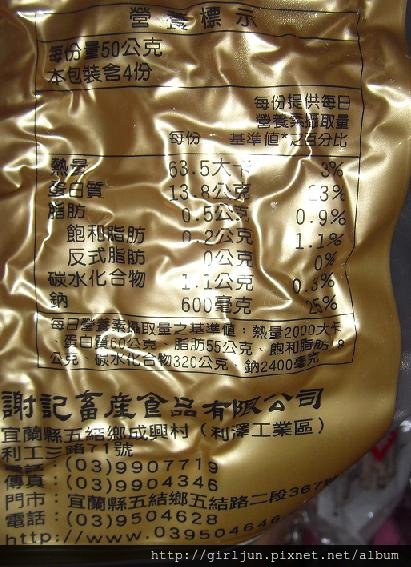 營養標示
每份量50公克
本包裝含4份
每份提供每日
營養素攝取量
每份 基準值*之百分比
熱量 63.5大卡 3%
蛋白質 13.8公克 23%
脂肪 0.5公克 0.9%
飽和脂肪 0.2公克 1.1%
反式脂肪 0公克 0%
碳水化合物 1.1公克 0.3%
鈉 600毫克 25%
*每日營養素攝取量之基準值：熱量2000大卡
、蛋白質60公克、脂肪55公克、飽和脂肪18
公克、碳水化合物320公克、鈉2400毫克
謝記畜產食品有限公司
宜蘭縣五結鄉成興村（利澤工業區）
利工三路71號
電話：(03)9907719
傳真：(03)9904346
門市：宜蘭縣五結鄉五結路二段367
電話：(03)9504628
http://www.039504646
http://girljun.pixnet.net/album